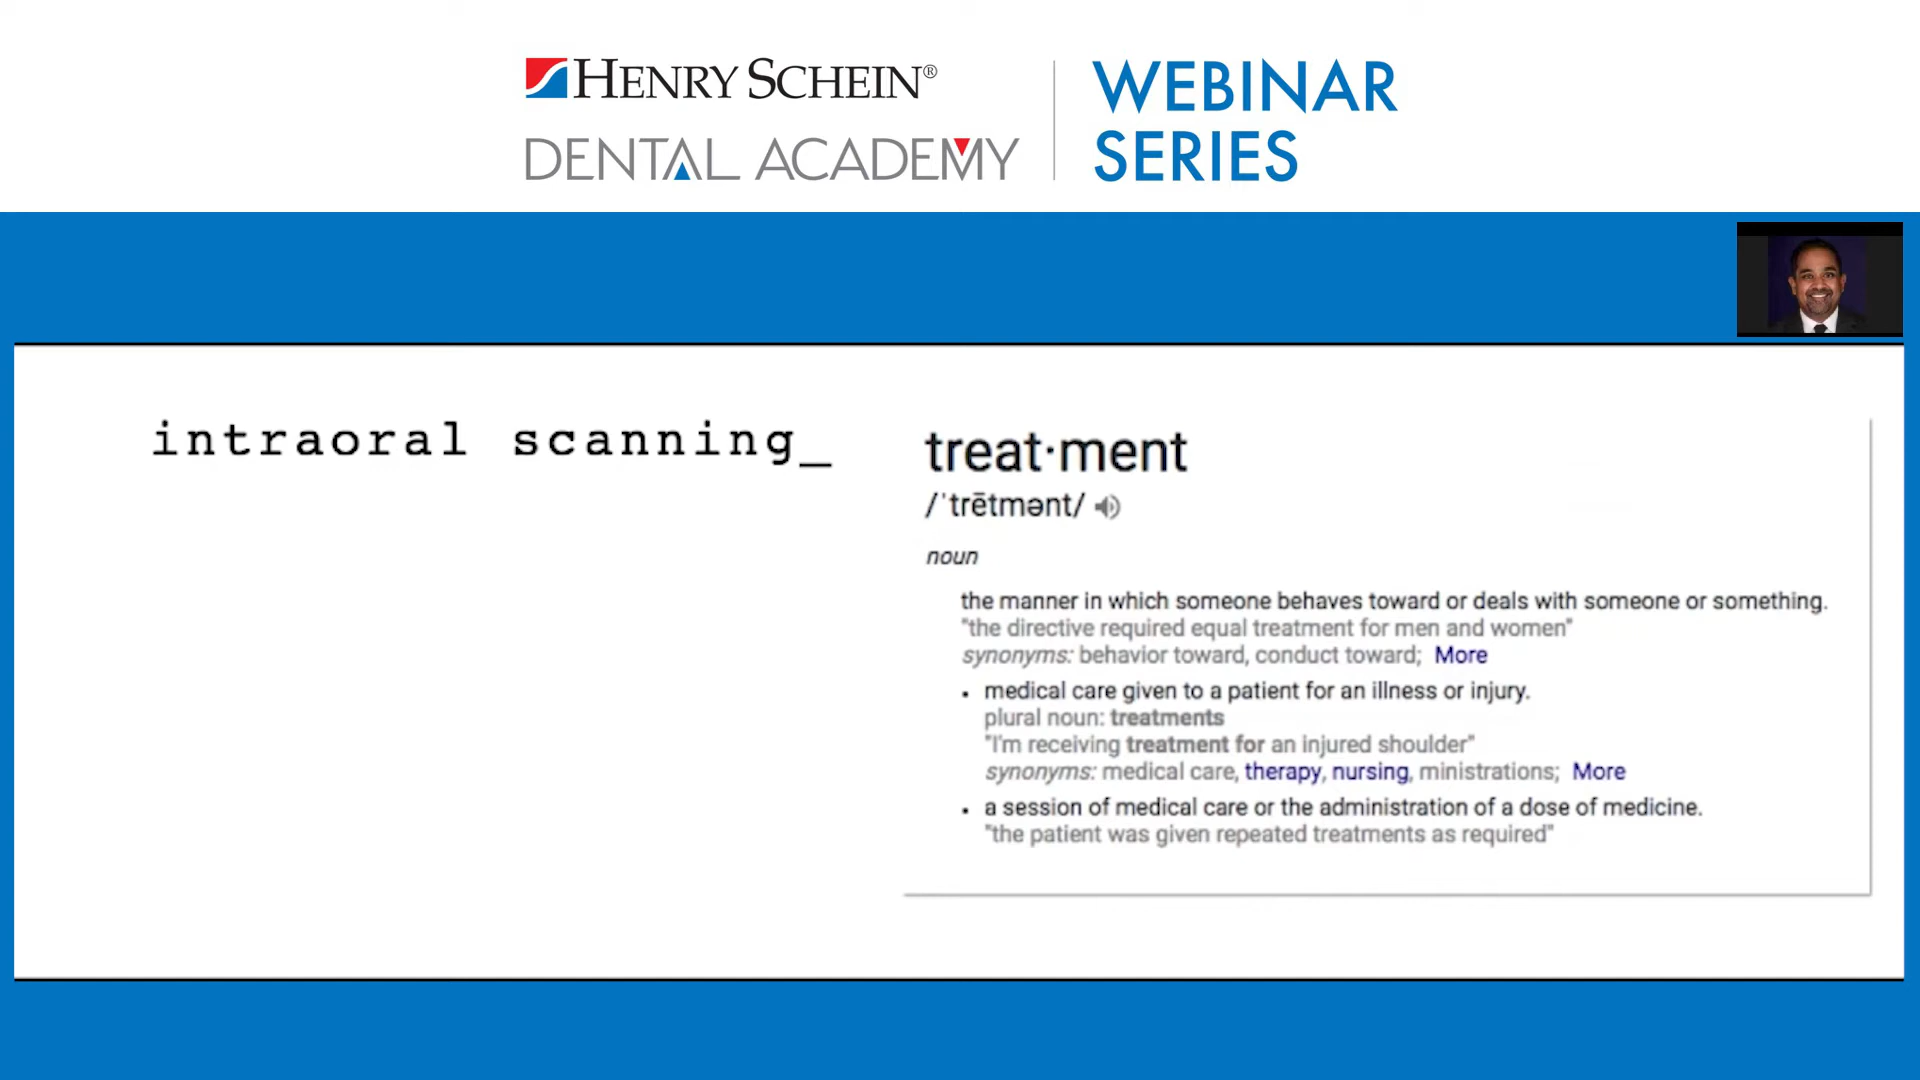 HENRY SCHEIN®
DENTAL ACADEMY
WEBINAR
SERIES
intraoral scanning_
treat·ment
/ˈtrētmənt/
noun
the manner in which someone behaves toward or deals with someone or something.
"the directive required equal treatment for men and women"
synonyms: behavior toward, conduct toward; More
• medical care given to a patient for an illness or injury.
plural noun: treatments
"I'm receiving treatment for an injured shoulder"
synonyms: medical care, therapy, nursing, ministrations; More
• a session of medical care or the administration of a dose of medicine.
"the patient was given repeated treatments as required"